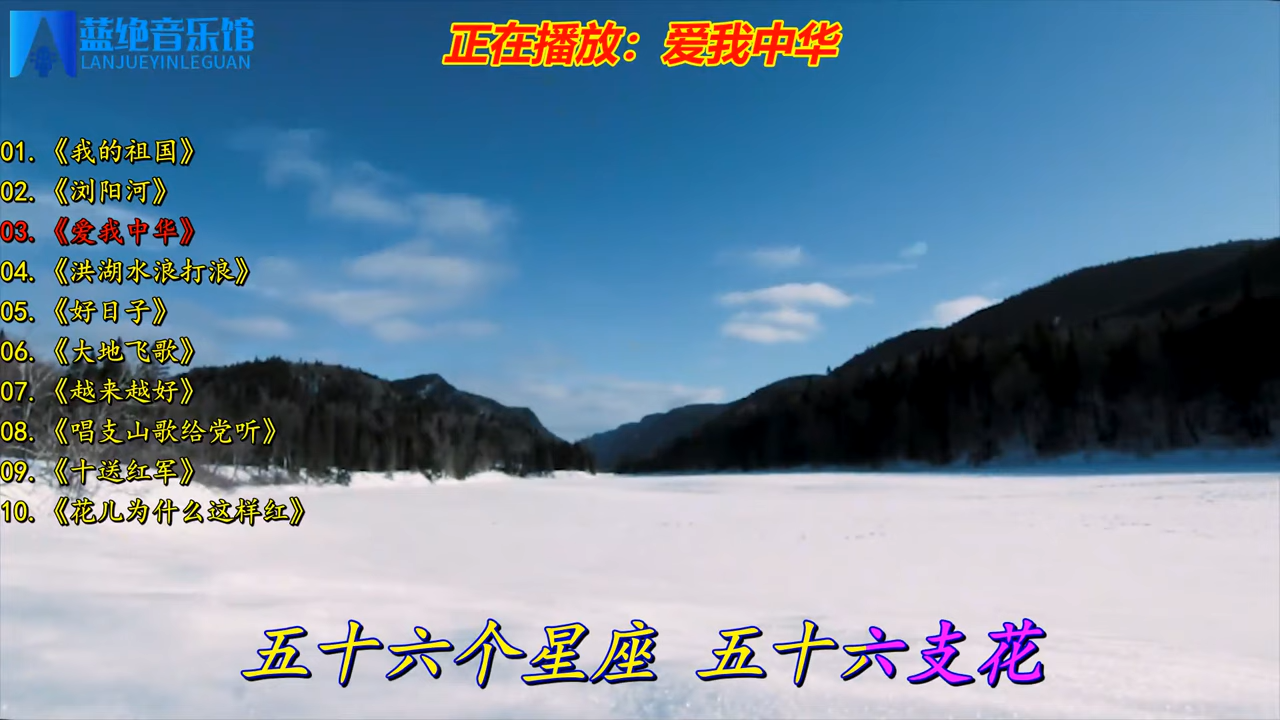 蓝绝音乐馆
LANJUEYINLEGUAN
正在播放：爱我中华
01.《我的祖国》
02.《浏阳河》
03.《爱我中华》
04.《洪湖水浪打浪》
05.《好日子》
06.《大地飞歌》
07.《越来越好》
08.《唱支山歌给党听》
09.《十送红军》
10.《花儿为什么这样红》
五十六个星座 五十六支花